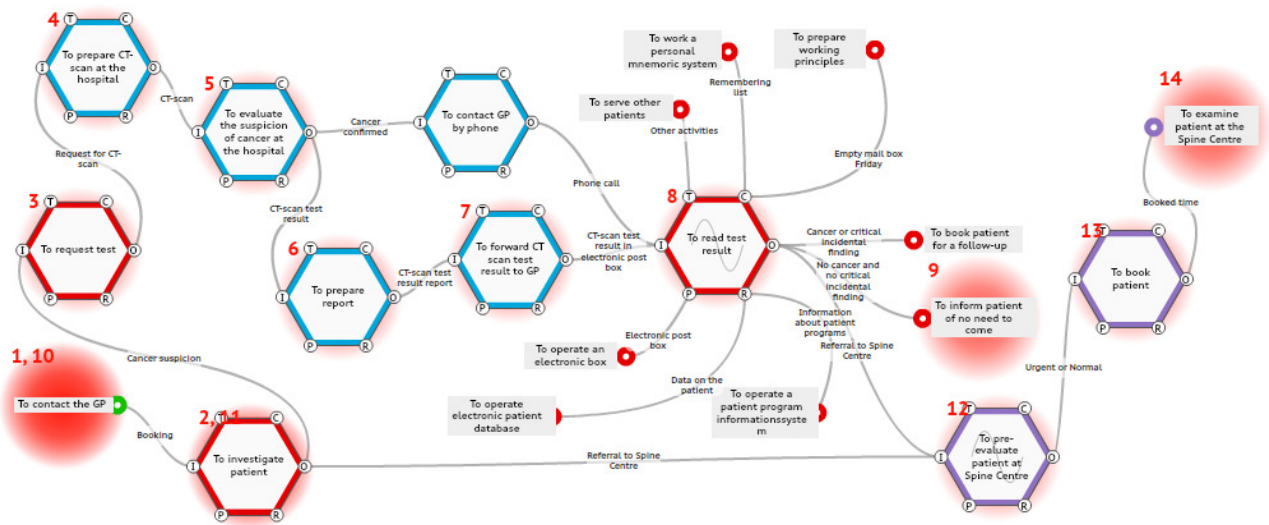 4
T
C
I
O
P
R
To prepare CT-
scan at the
hospital
CT-scan
5
T
C
I
O
P
R
To evaluate
the suspicion
of cancer at
the hospital
Cancer
confirmed
T
C
I
O
P
R
To contact GP
by phone
Phone call
To work a
personal
mnemonic system
Remembering
list
To prepare
working
principles
Empty mail box
Friday
To serve other
patients
Other activities
14
To examine
patient at the
Spine Centre
Booked time
Request for CT-
scan
3
T
C
I
O
P
R
To request test
CT-scan test
result
6
T
C
I
O
P
R
To prepare
report
CT-scan test
result report
7
T
C
I
O
P
R
To forward CT
scan test
result to GP
CT-scan test
result in
electronic post
box
8
T
C
I
O
P
R
To read test
result
Cancer or critical
incidental
finding
To book patient
for a follow-up
No cancer and
no critical
incidental
finding
9
To inform patient
of no need to
come
13
T
C
I
O
P
R
To book
patient
Information
about patient
programs
Referral to Spine
Centre
Electronic post
box
To operate an
electronic box
Data on the
patient
To operate
electronic patient
database
To operate a
patient program
informationssyste
m
Urgent or Normal
Cancer suspicion
1, 10
To contact the GP
Booking
2, 11
T
C
I
O
P
R
To investigate
patient
Referral to Spine
Centre
12
T
C
I
O
P
R
To pre-
evaluate
patient at
Spine Centre